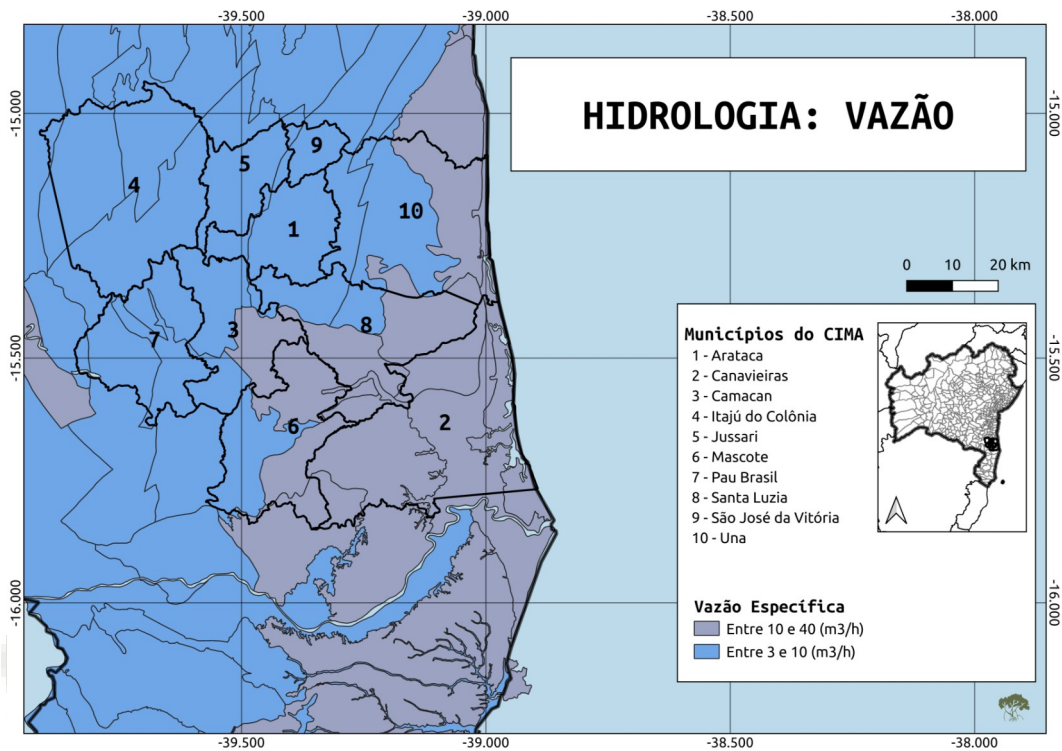 -39.500
-39.000
-38.500
-38.000
HIDROLOGIA: VAZÃO
-15.000
-15.000
9
5
4
10
1
0 10 20 km
8
3
7
Municípios do CIMA
1 - Arataca
2 - Canavieiras
3 - Camacan
4 - Itajú do Colônia
5 - Jussari
6 - Mascote
7 - Pau Brasil
8 - Santa Luzia
9 - São José da Vitória
10 - Una
-15.500
-15.500
2
6
Vazão Específica
Entre 10 e 40 (m3/h)
Entre 3 e 10 (m3/h)
-16.000
-16.000
-39.500
-39.000
-38.500
-38.000